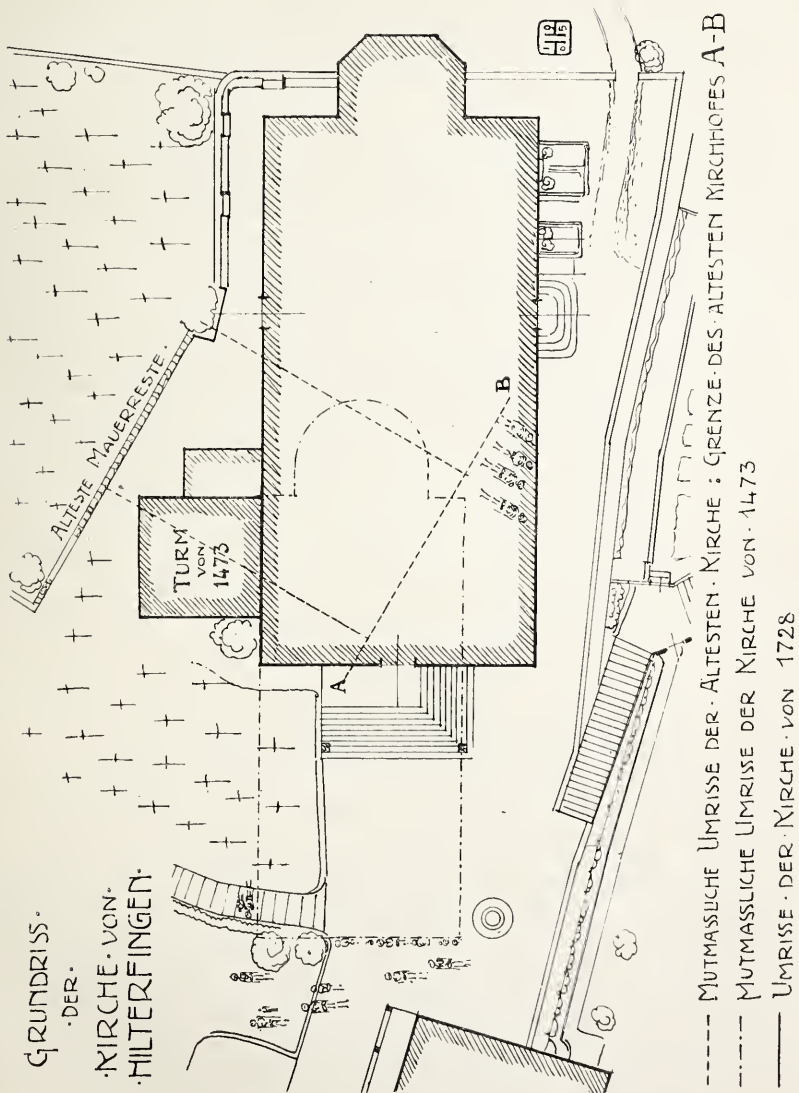 GRUNDRISS·
·DER·
·KIRCHE·VON·
·HILTERFINGEN·
ÄLTESTE MAUERRESTE·
TURM
VON
1473
A
B
MUTMASSLICHE UMRISSE DER·ÄLTESTEN·KIRCHE: GRENZE·DES·ÄLTESTEN KIRCHHOFES A-B
MUTMASSLICHE UMRISSE DER KIRCHE VON·1473
UMRISSE·DER·KIRCHE·VON 1728